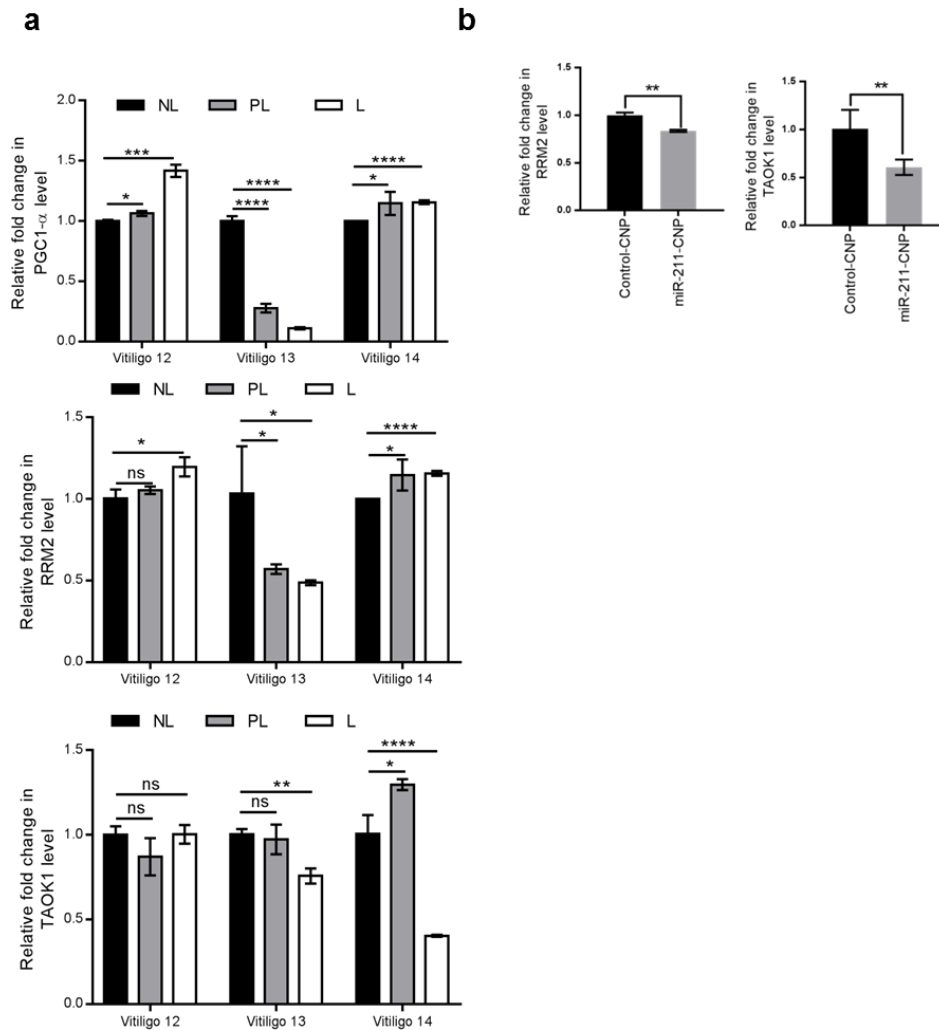 a
NL PL L
Relative fold change in
PGC1-α level
2.0
1.5
1.0
0.5
0.0
*
***
****
****
*
****
Vitiligo 12 Vitiligo 13 Vitiligo 14
NL PL L
Relative fold change in
RRM2 level
1.5
1.0
0.5
0.0
ns
*
*
*
*
****
Vitiligo 12 Vitiligo 13 Vitiligo 14
NL PL L
Relative fold change in
TAOK1 level
1.5
1.0
0.5
0.0
ns
ns
ns
**
*
****
Vitiligo 12 Vitiligo 13 Vitiligo 14
b
Relative fold change in
RRM2 level
1.5
1.0
0.5
0.0
**
Control-CNP
miR-211-CNP
Relative fold change in
TAOK1 level
1.5
1.0
0.5
0.0
**
Control-CNP
miR-211-CNP